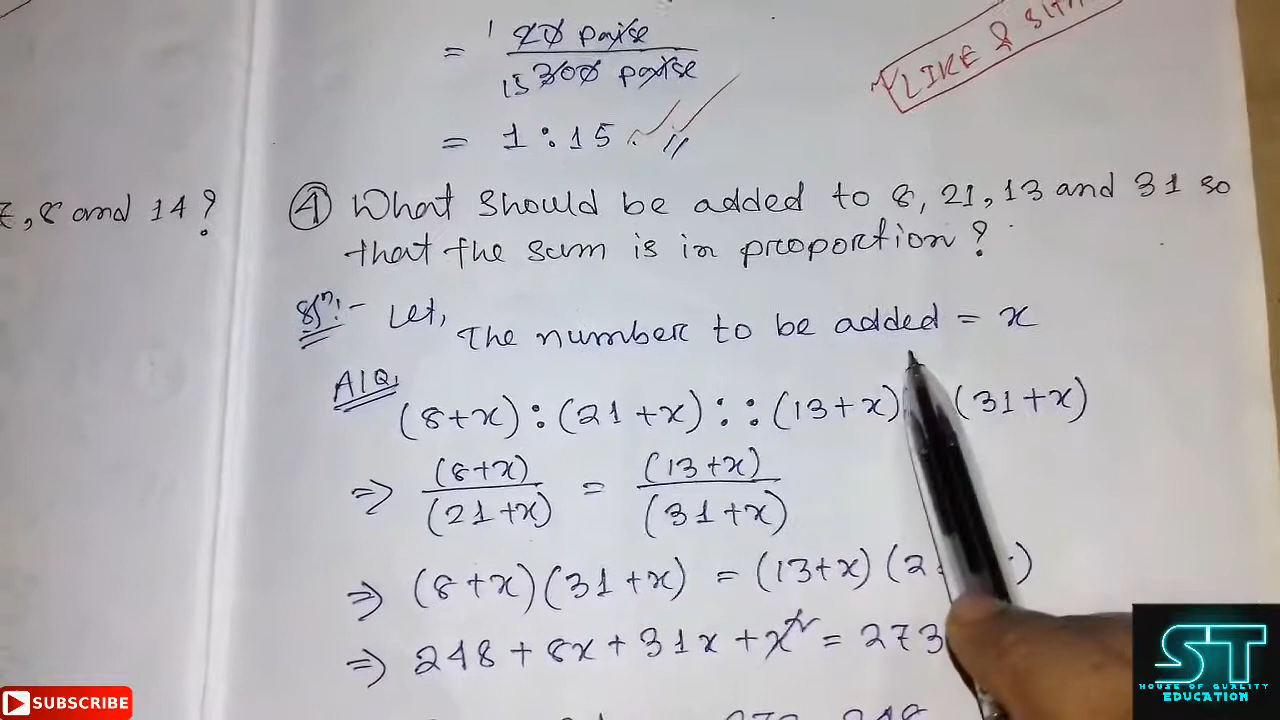 = 1 20 paise
15 300 paise
= 1 : 15
LIKE &
, 8 and 14 ?
④ What should be added to 8, 21, 13 and 31 so
that the sum is in proportion ?
Solⁿ:- Let,
The number to be added = x
A/Q,
(8+x) : (21+x) : : (13+x) (31+x)
⇒ (8+x)/(21+x) = (13+x)/(31+x)
⇒ (8+x)(31+x) = (13+x)(2 )
⇒ 248 + 8x + 31x + x² = 273
ST
HOUSE OF QUALITY
EDUCATION
SUBSCRIBE